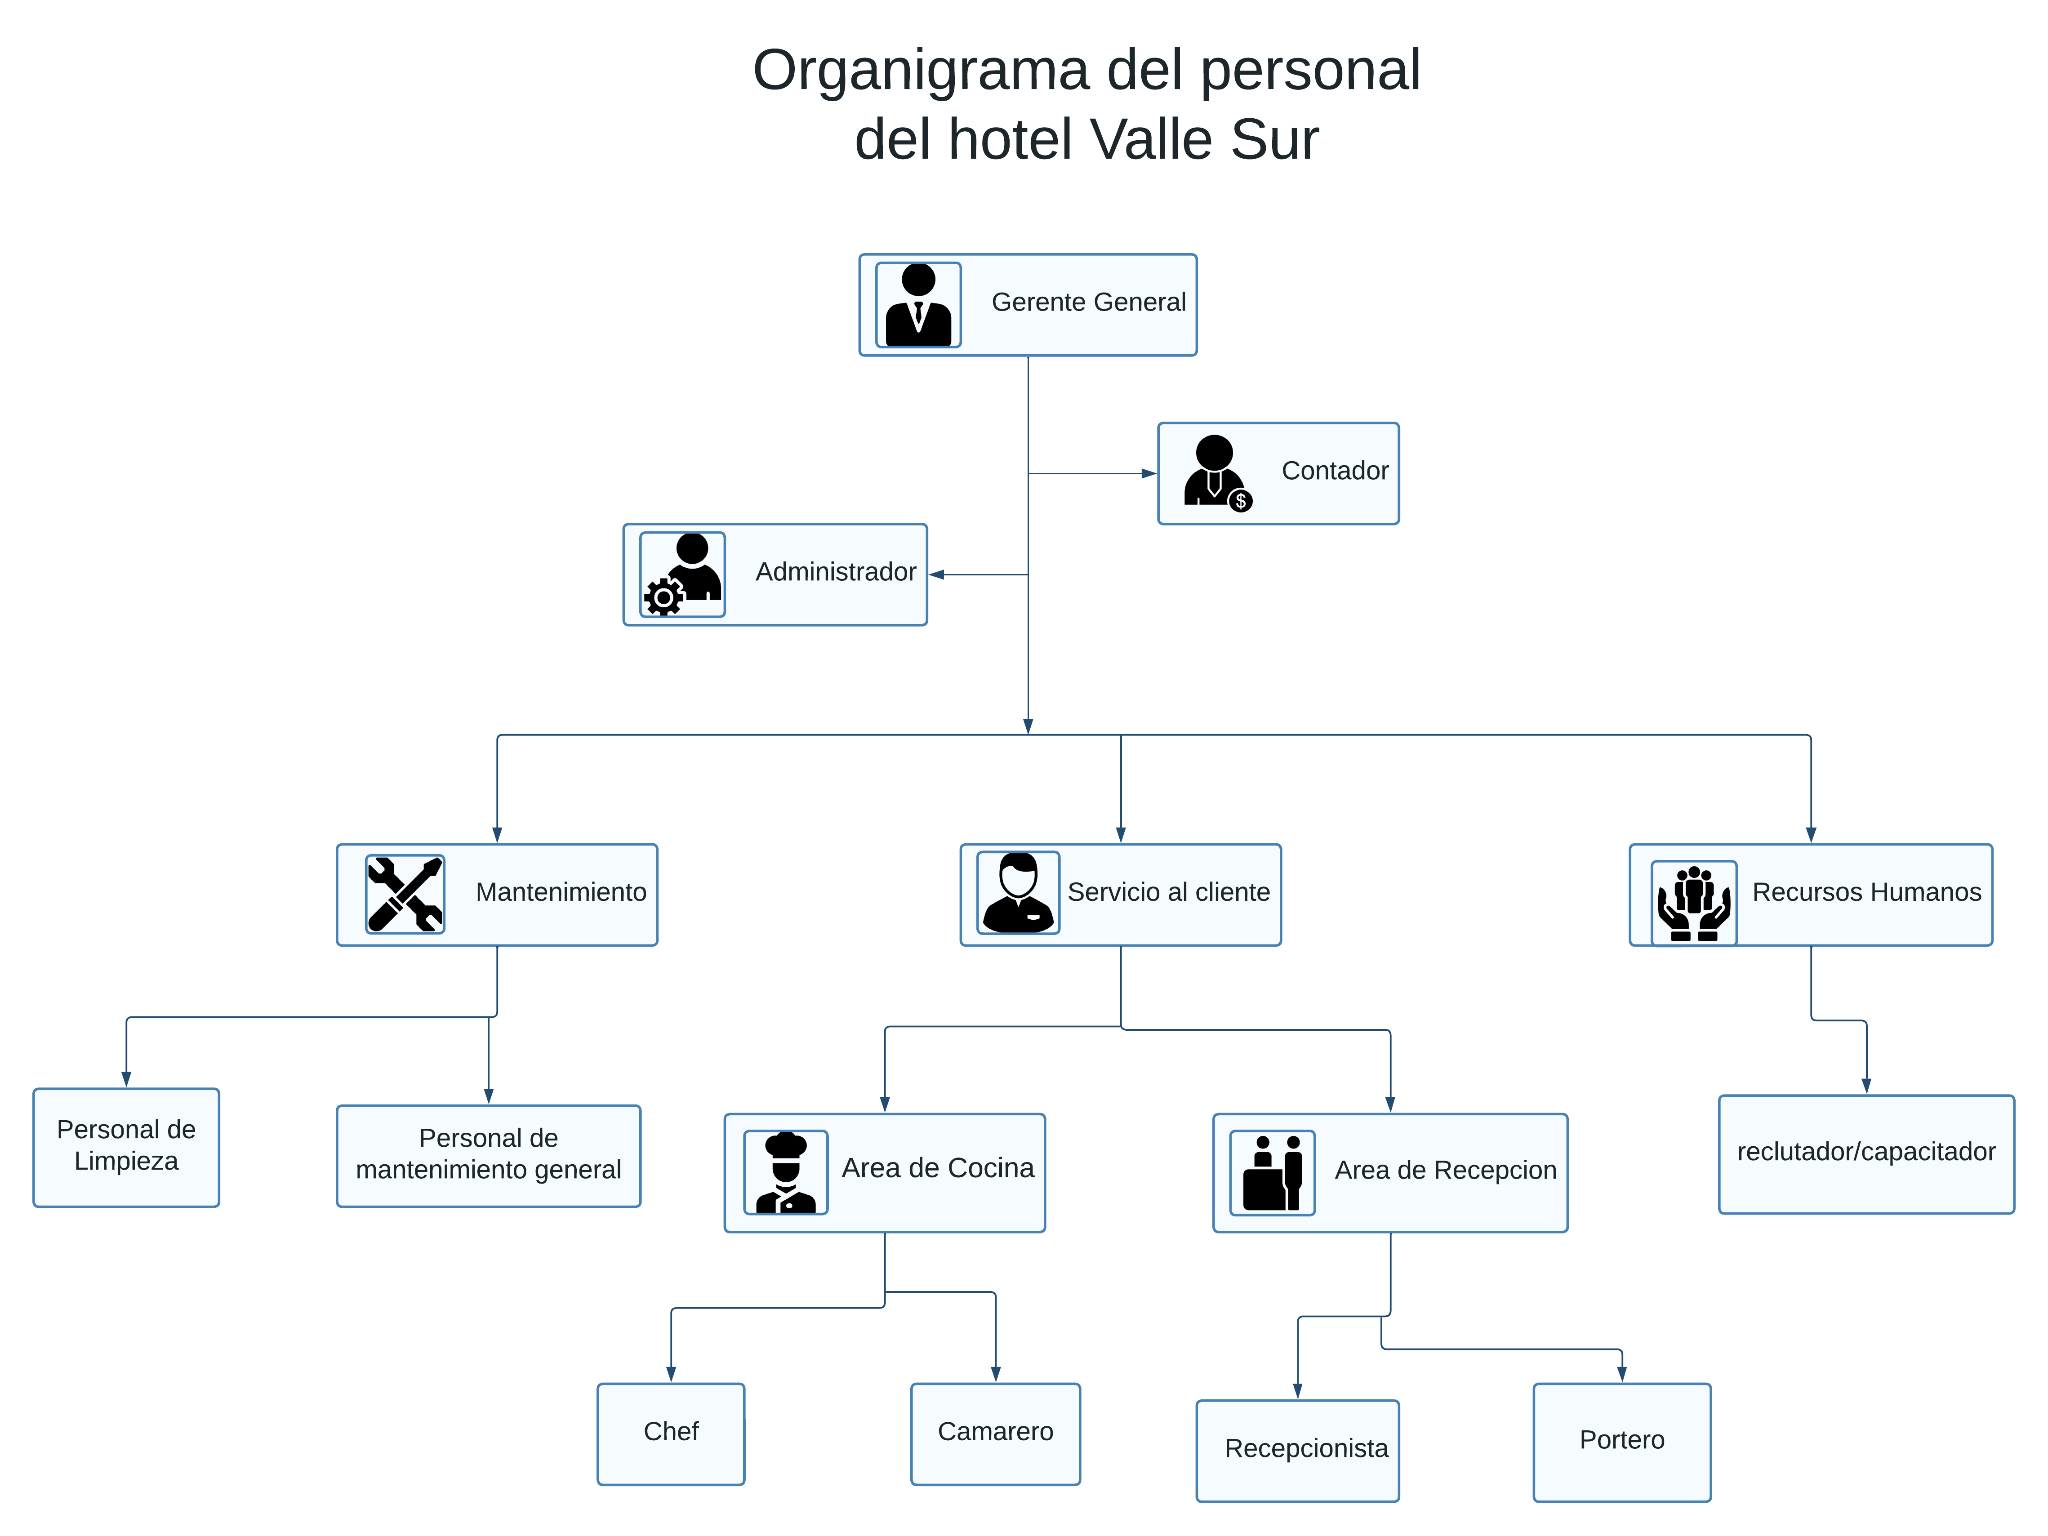 Organigrama del personal
del hotel Valle Sur
Gerente General
Contador
$
Administrador
Mantenimiento
Servicio al cliente
Recursos Humanos
Personal de
Limpieza
Personal de
mantenimiento general
Area de Cocina
Area de Recepcion
reclutador/capacitador
Chef
Camarero
Recepcionista
Portero